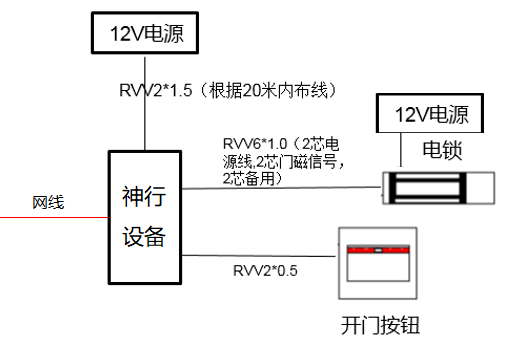 12V电源
RVV2*1.5（根据20米内布线）
12V电源
RVV6*1.0（2芯电
源线,2芯门磁信号，
2芯备用）
电锁
神行
设备
网线
RVV2*0.5
开门按钮